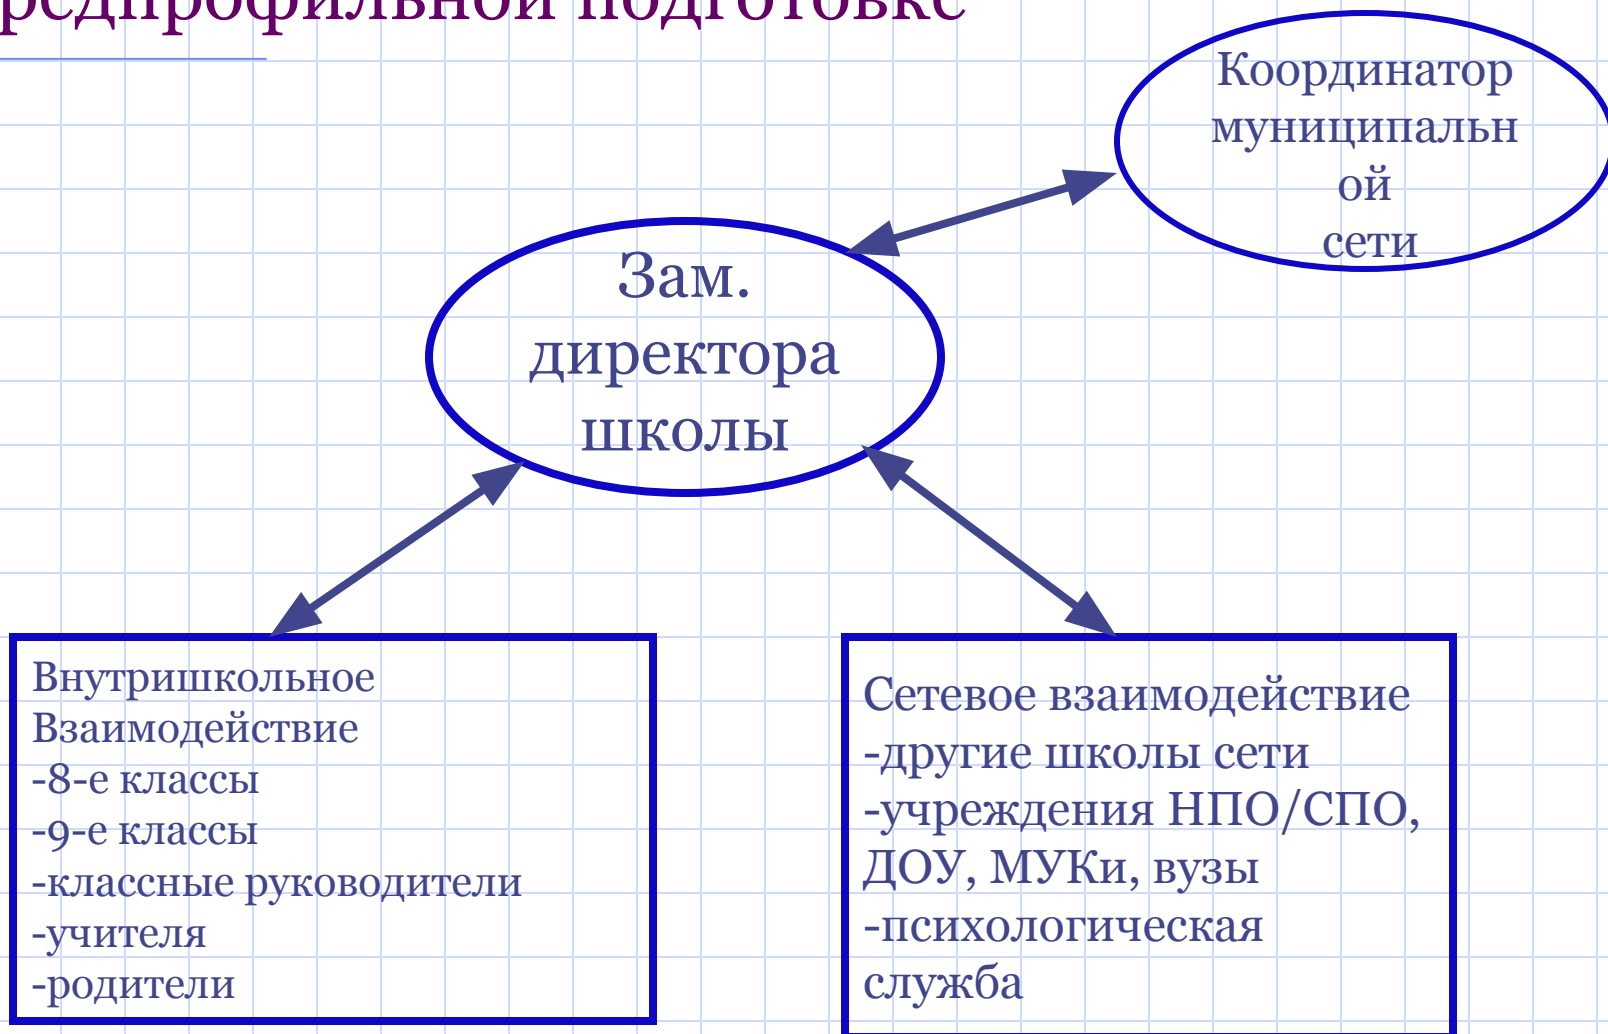 редпрофильной подготовке
Координатор
муниципальн
ой
сети
Зам.
директора
школы
Внутришкольное
Взаимодействие
-8-е классы
-9-е классы
-классные руководители
-учителя
-родители
Сетевое взаимодействие
-другие школы сети
-учреждения НПО/СПО,
ДОУ, МУКи, вузы
-психологическая
служба